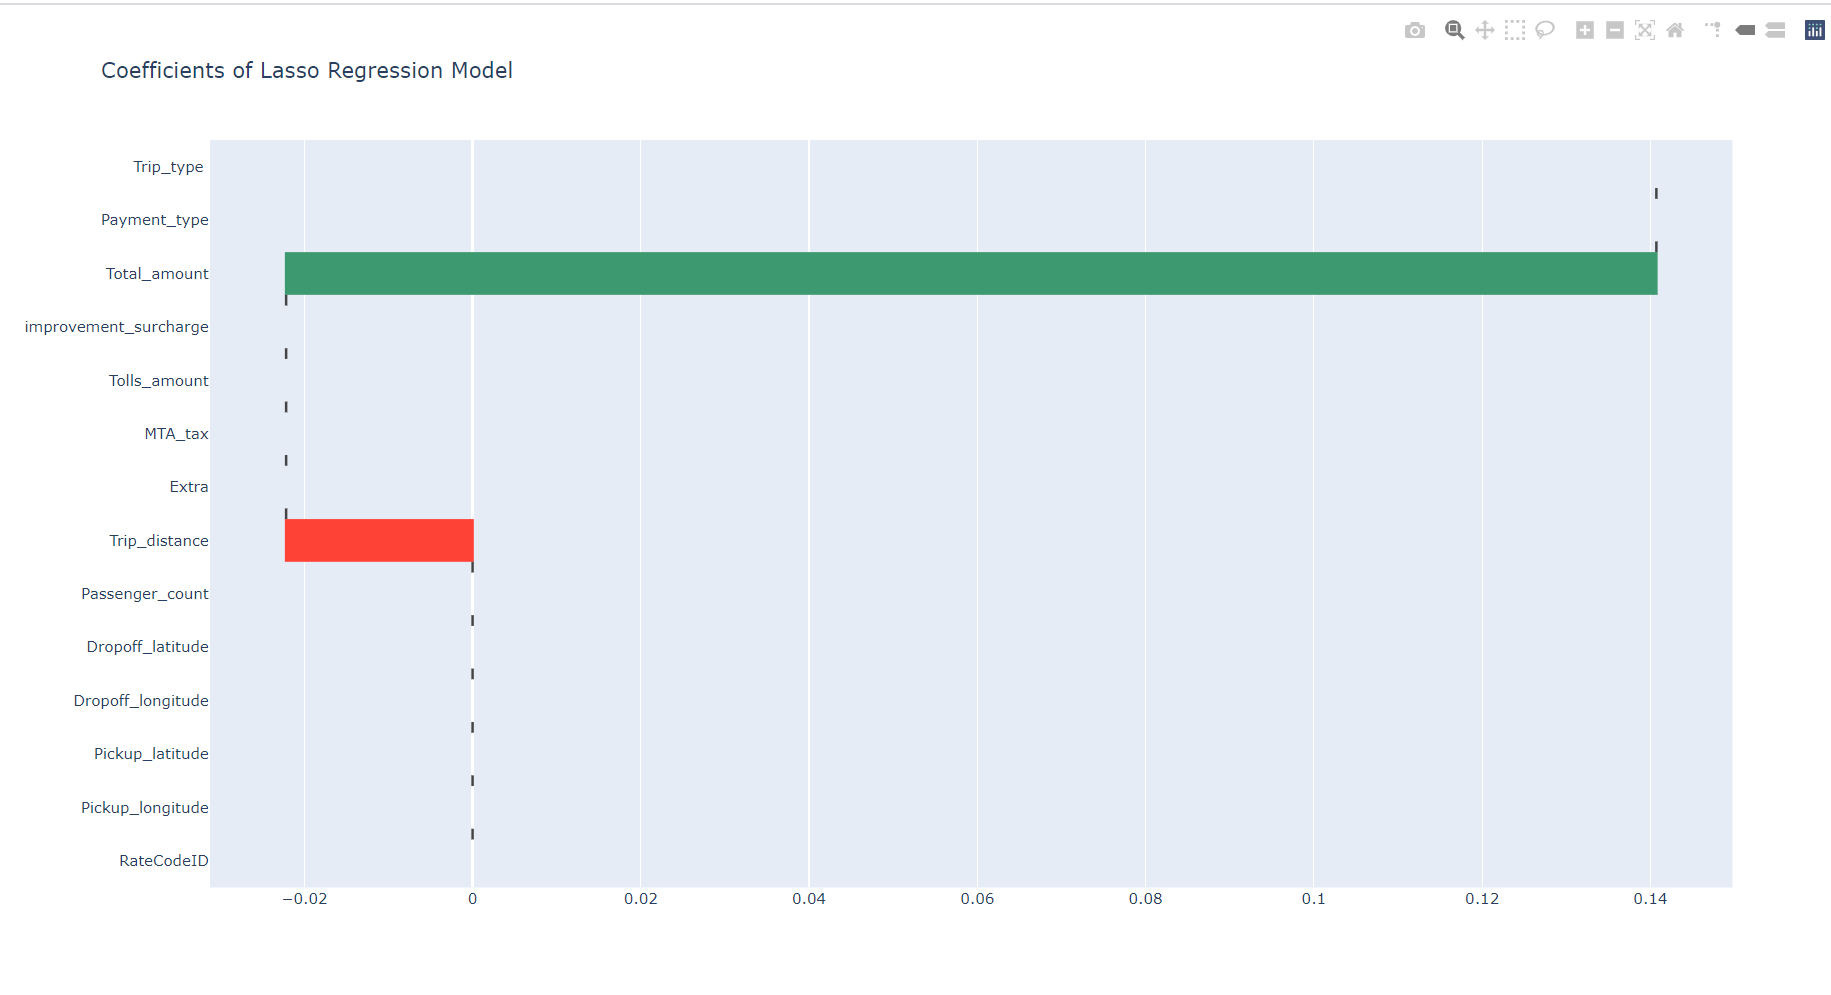 Coefficients of Lasso Regression Model
Trip_type
Payment_type
Total_amount
improvement_surcharge
Tolls_amount
MTA_tax
Extra
Trip_distance
Passenger_count
Dropoff_latitude
Dropoff_longitude
Pickup_latitude
Pickup_longitude
RateCodeID
−0.02 0 0.02 0.04 0.06 0.08 0.1 0.12 0.14